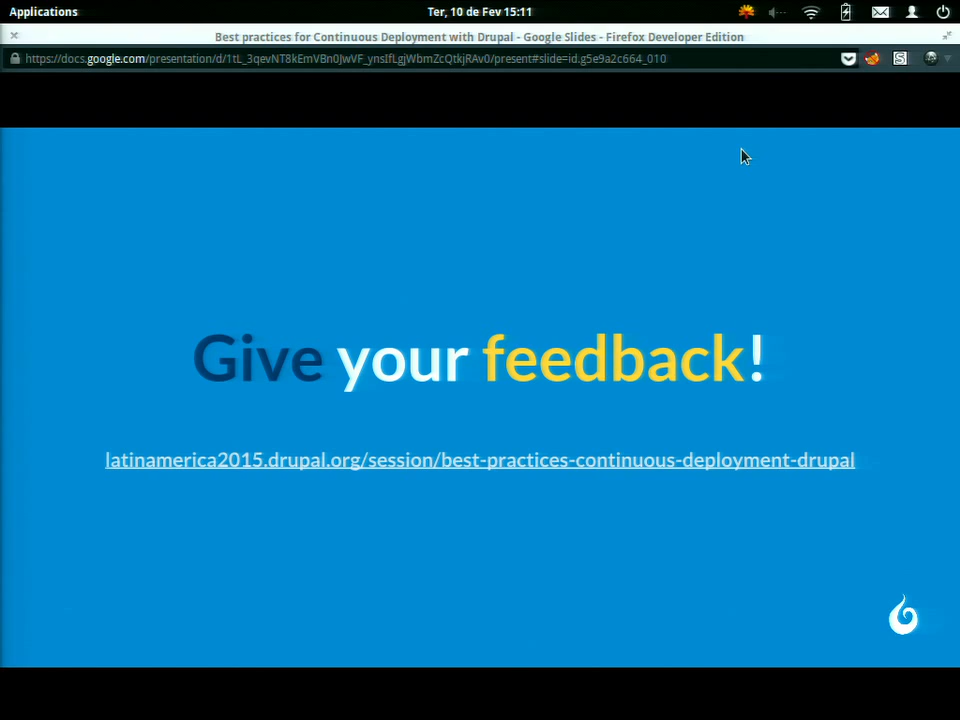 Applications
Ter, 10 de Fev 15:11
Best practices for Continuous Deployment with Drupal - Google Slides - Firefox Developer Edition
https://docs.google.com/presentation/d/1tL_3qevNT8kEmVBn0JwVF_ynsIfLgjWbmZcQtkjRAv0/present#slide=id.g5e9a2c664_010
Give your feedback!
latinamerica2015.drupal.org/session/best-practices-continuous-deployment-drupal